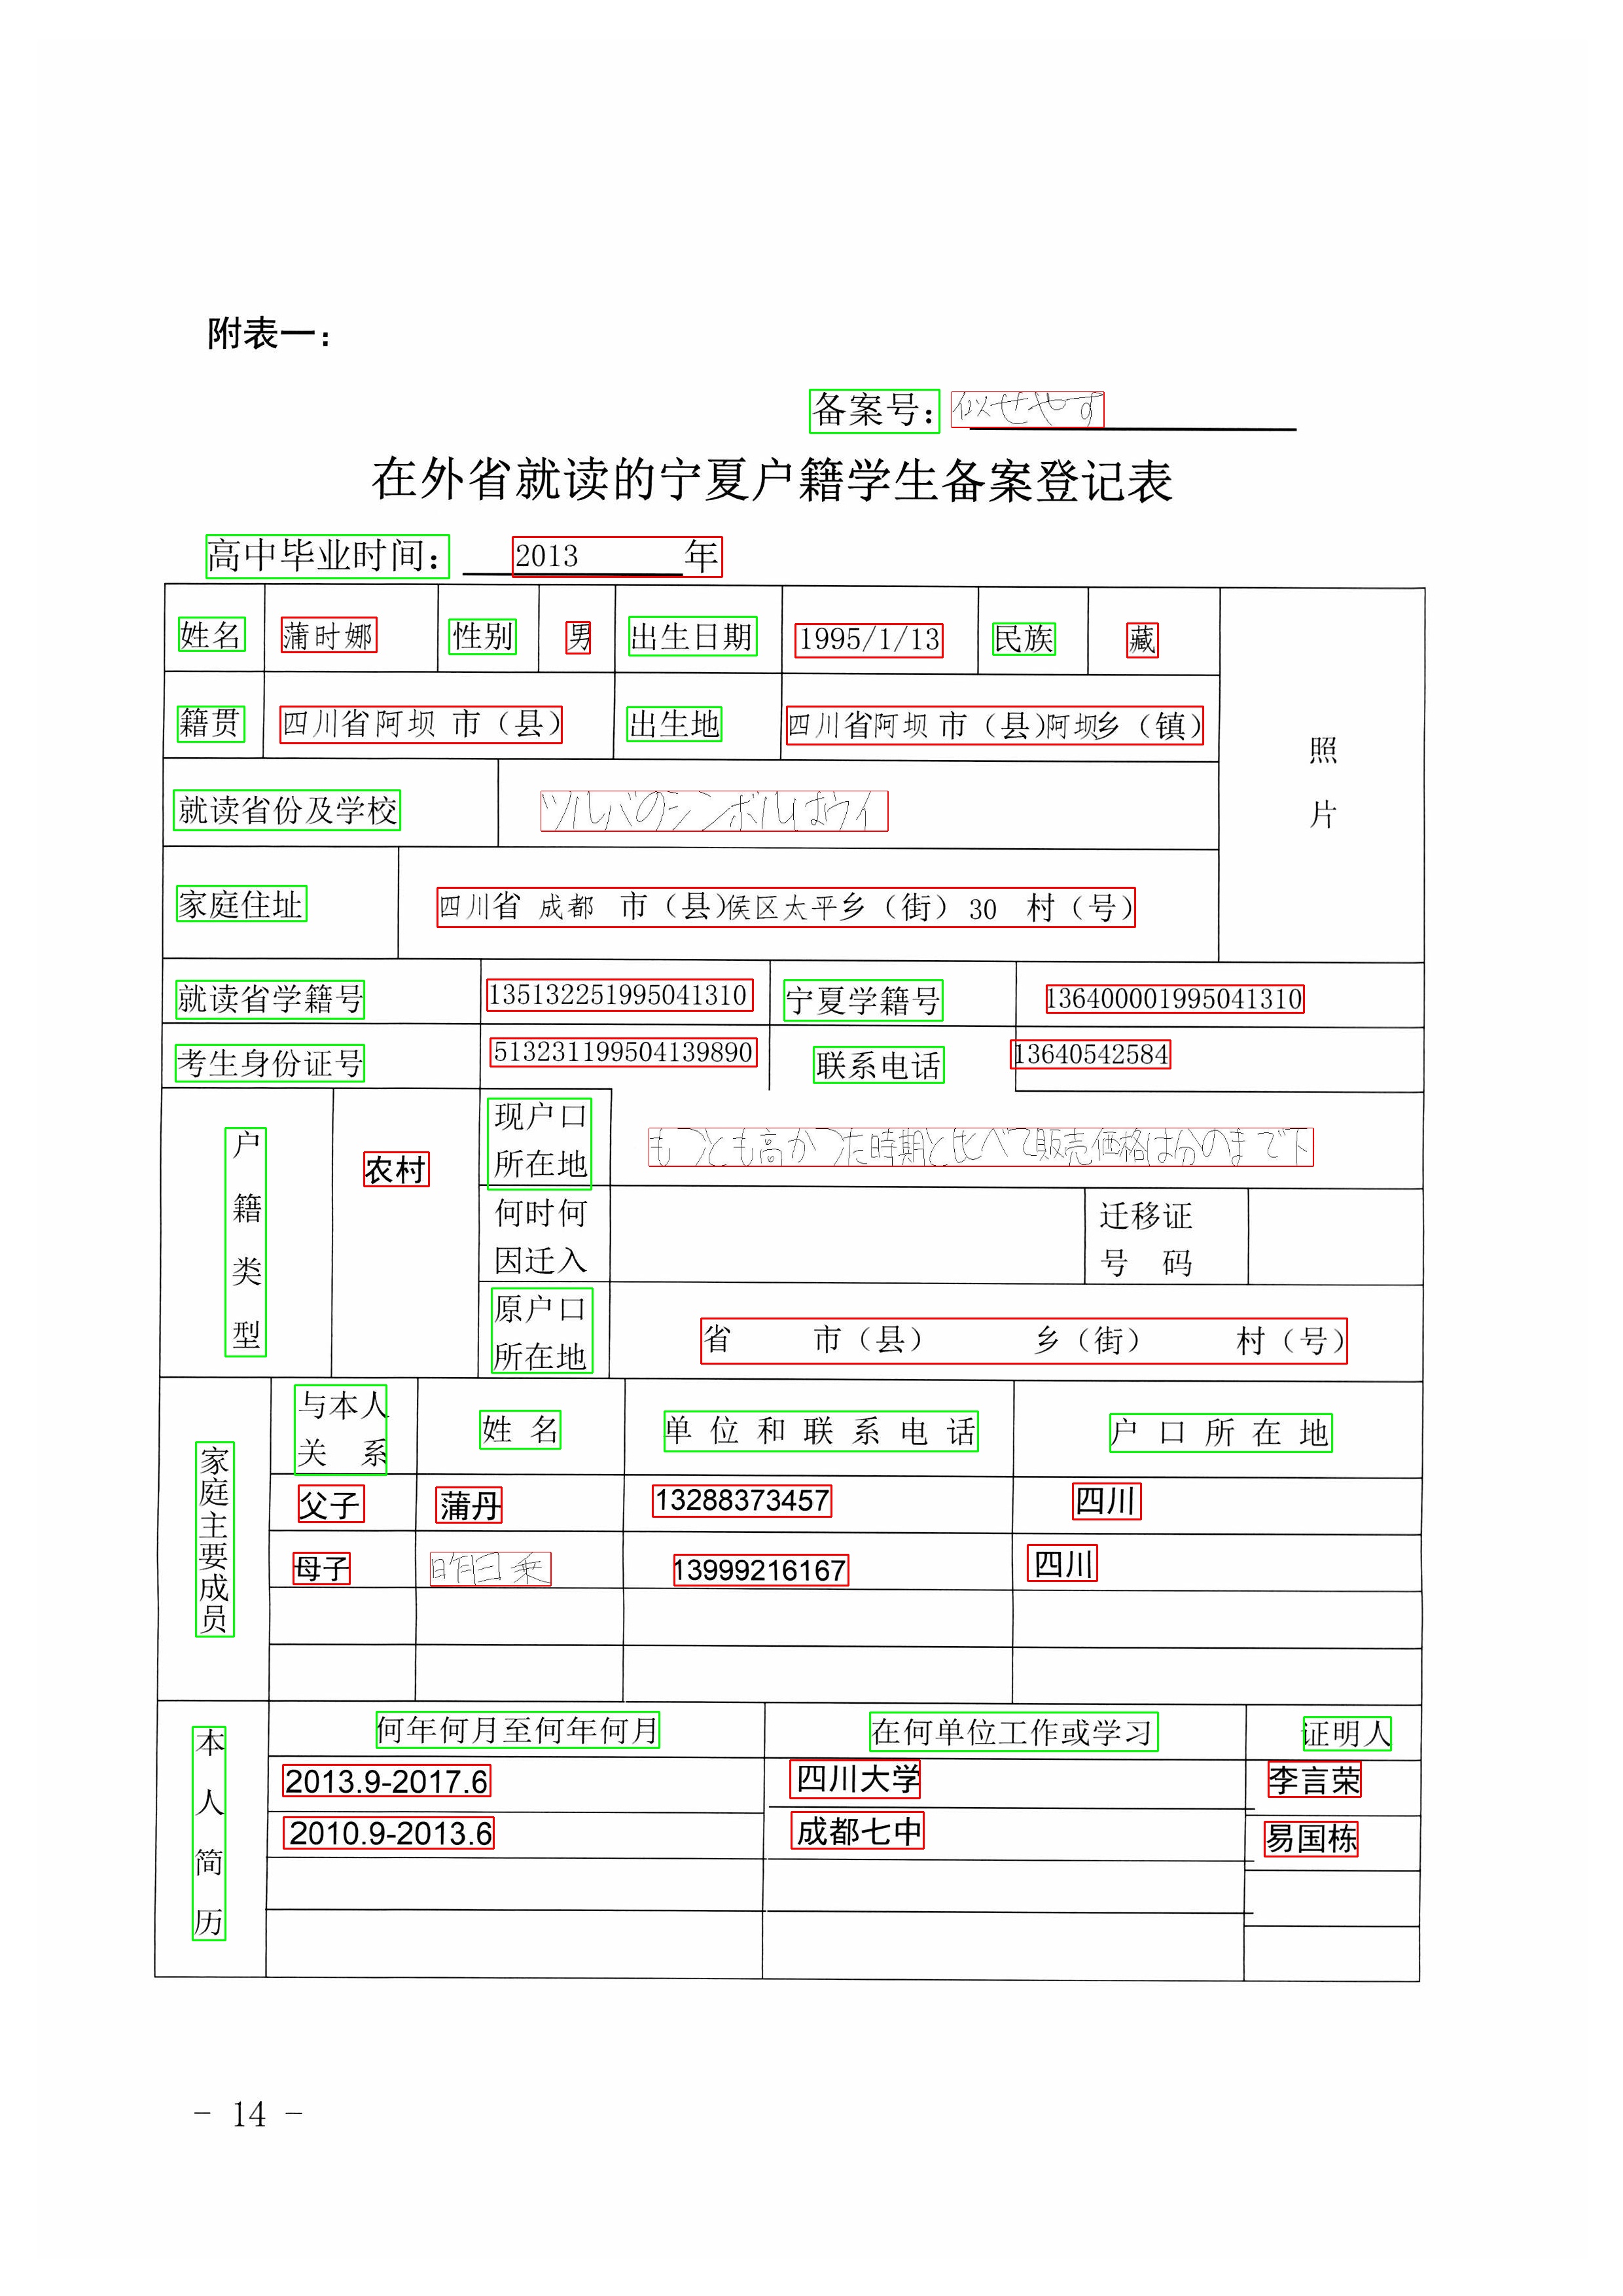 附表一：
备案号： 似せやす
在外省就读的宁夏户籍学生备案登记表
高中毕业时间： 2013 年
姓名 蒲时娜 性别 男 出生日期 1995/1/13 民族 藏
籍贯 四川省阿坝 市（县） 出生地 四川省阿坝 市（县）阿坝乡（镇）
照片
就读省份及学校 ツルバのシンボルはウィ
家庭住址 四川省 成都 市（县）侯区太平乡（街）30 村（号）
就读省学籍号 135132251995041310 宁夏学籍号 136400001995041310
考生身份证号 513231199504139890 联系电话 13640542584
户籍类型 农村
现户口所在地 もつとも高かつた時期と比べて販売価格は分のまで下
何时何因迁入 迁移证号 码
原户口所在地 省 市（县） 乡（街） 村（号）
家庭主要成员
与本人关 系 姓 名 单 位 和 联 系 电 话 户 口 所 在 地
父子 蒲丹 13288373457 四川
母子 昨日乗 13999216167 四川
本人简历
何年何月至何年何月 在何单位工作或学习 证明人
2013.9-2017.6 四川大学 李言荣
2010.9-2013.6 成都七中 易国栋
- 14 -